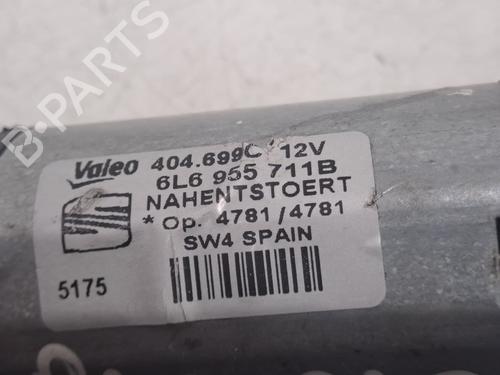 Valeo 404.699C 12V
6L6 955 711B
NAHENTSTOERT
* Op. 4781/4781
SW4 SPAIN
5175
B-PARTS